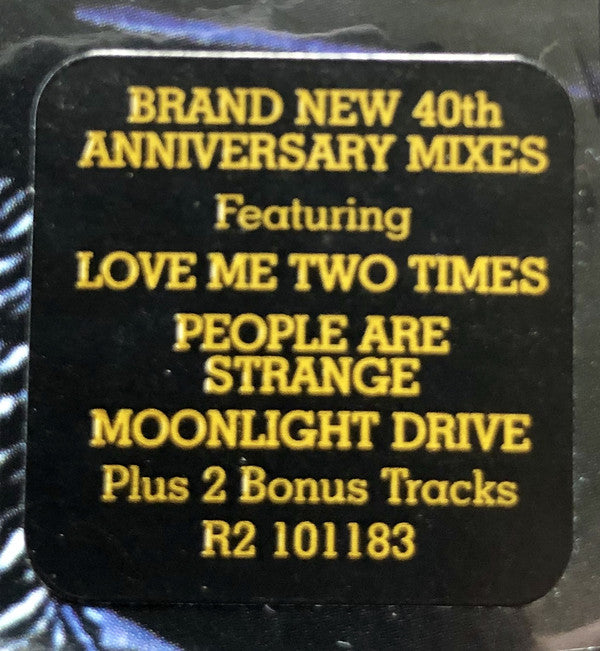 BRAND NEW 40th
ANNIVERSARY MIXES
Featuring
LOVE ME TWO TIMES
PEOPLE ARE
STRANGE
MOONLIGHT DRIVE
Plus 2 Bonus Tracks
R2 101183